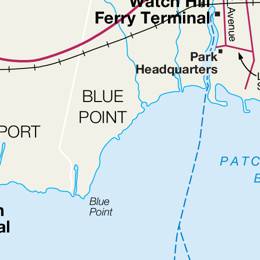 Watch Hill
Ferry Terminal
Avenue
Park
Headquarters
BLUE
POINT
PORT
PATC
Blue
Point
al